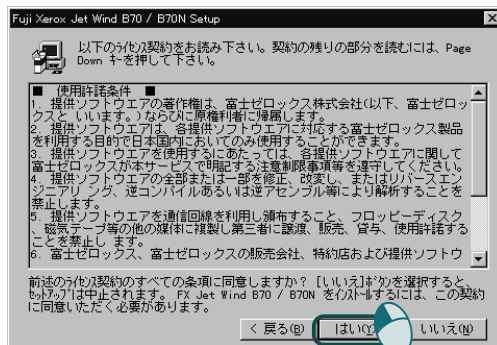 Fuji Xerox Jet Wind B70 / B70N Setup
以下のﾗｲｾﾝｽ契約をお読み下さい。契約の残りの部分を読むには、Page
Down キーを押して下さい。
■ 使用許諾条件 ■
1. 提供ソフトウエアの著作権は、富士ゼロックス株式会社(以下、富士ゼロッ
クスと いいます。)ならびに原権利者に帰属します。
2. 提供ソフトウエアは、各提供ソフトウエアに対応する富士ゼロックス製品
を利用する目的で日本国内においてのみ使用することができます。
3. 提供ソフトウエアを使用するにあたっては、各提供ソフトウエアに関して
富士ゼロックスが本サービスで明記する注意制限事項等を遵守してください。
4. 提供ソフトウエアの全部または一部を修正、改変し、またはリバースエン
ジニアリ ング、逆コンパイルあるいは逆アセンブル等により解析することを
禁止します。
5. 提供ソフトウエアを通信回線を利用し頒布すること、フロッピーディスク
、磁気テープ等の他の媒体に複製し第三者に譲渡、販売、貸与、使用許諾する
ことを禁止し ます。
6. 富士ゼロックス、富士ゼロックスの販売会社、特約店および提供ソフトウ
前述のﾗｲｾﾝｽ契約のすべての条項に同意しますか？ [いいえ]ﾎﾞﾀﾝを選択すると、
ｾｯﾄｱｯﾌﾟは中止されます。 FX Jet Wind B70 / B70N をｲﾝｽﾄｰﾙするには、この契約
に同意いただく必要があります。
< 戻る(B)
はい(Y)
いいえ(N)